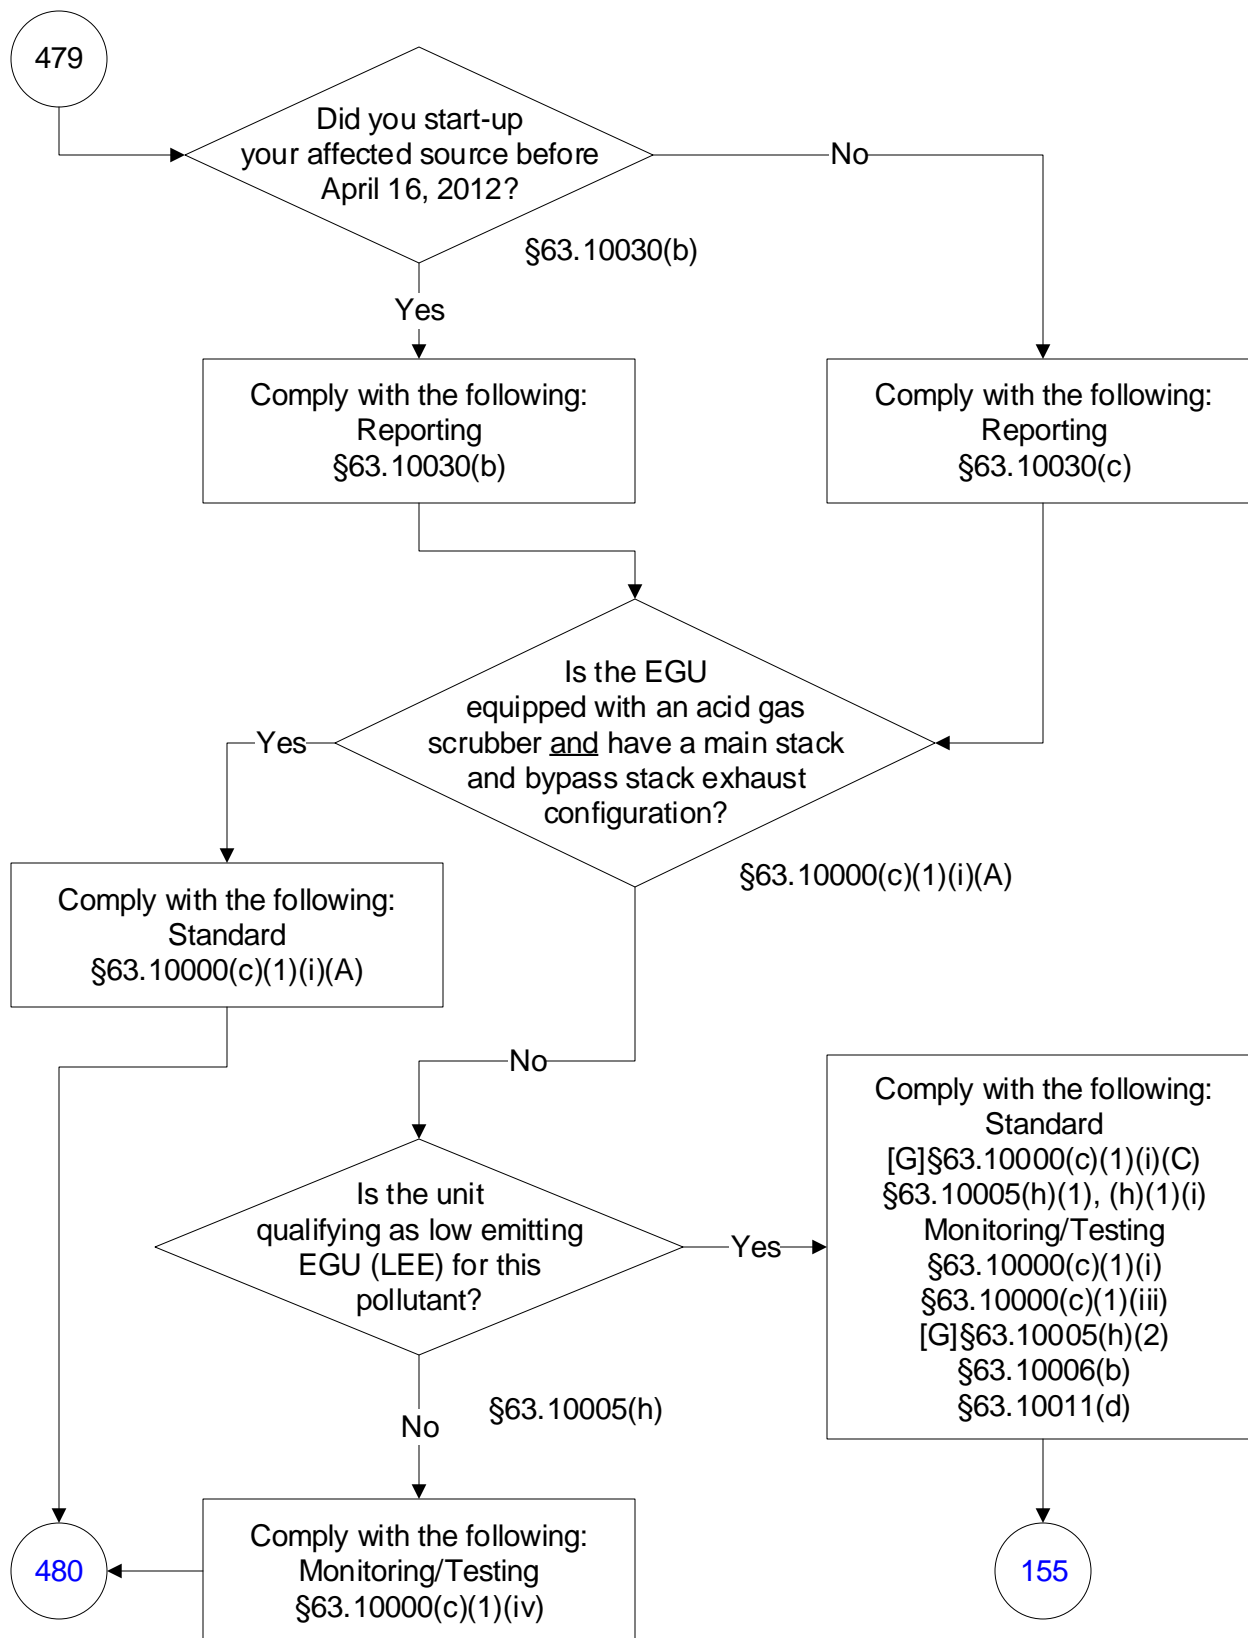 479
Did you start-up
your affected source before
April 16, 2012?
No
§63.10030(b)
Yes
Comply with the following:
Reporting
§63.10030(b)
Comply with the following:
Reporting
§63.10030(c)
Is the EGU
equipped with an acid gas
scrubber and have a main stack
and bypass stack exhaust
configuration?
Yes
§63.10000(c)(1)(i)(A)
Comply with the following:
Standard
§63.10000(c)(1)(i)(A)
No
Is the unit
qualifying as low emitting
EGU (LEE) for this
pollutant?
Yes
Comply with the following:
Standard
[G]§63.10000(c)(1)(i)(C)
§63.10005(h)(1), (h)(1)(i)
Monitoring/Testing
§63.10000(c)(1)(i)
§63.10000(c)(1)(iii)
[G]§63.10005(h)(2)
§63.10006(b)
§63.10011(d)
§63.10005(h)
No
480
Comply with the following:
Monitoring/Testing
§63.10000(c)(1)(iv)
155